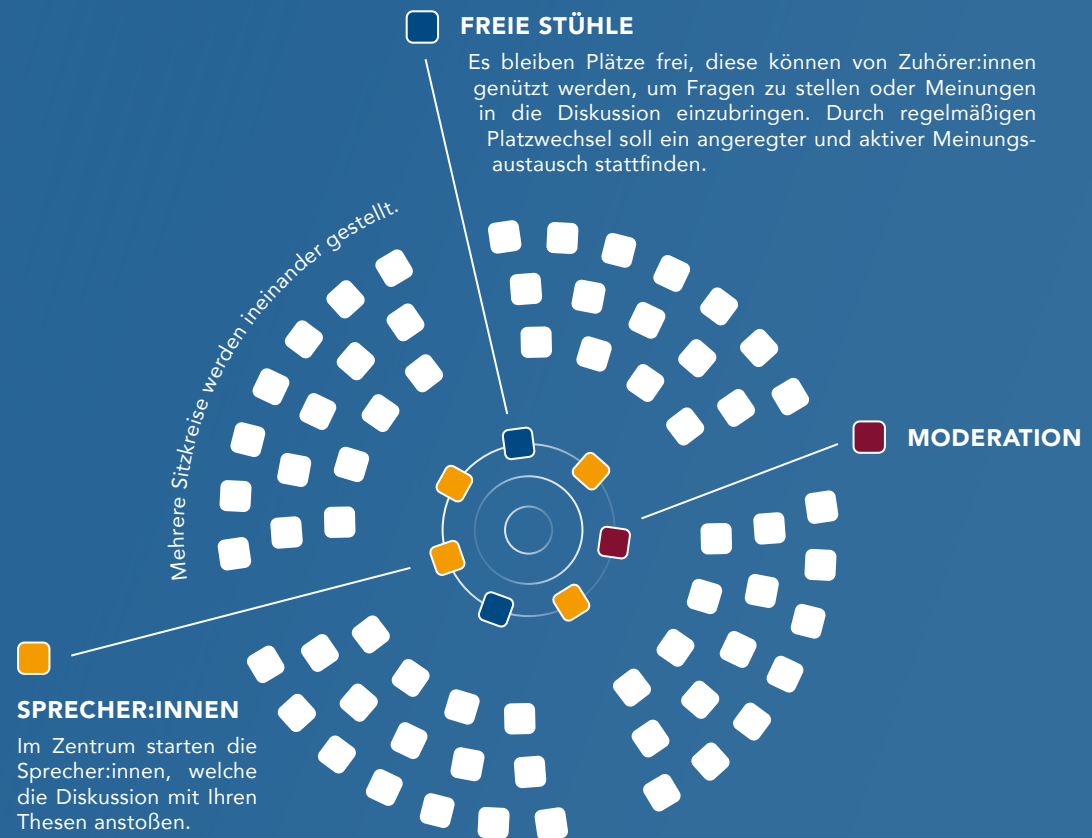 FREIE STÜHLE
Es bleiben Plätze frei, diese können von Zuhörer:innen
genützt werden, um Fragen zu stellen oder Meinungen
in die Diskussion einzubringen. Durch regelmäßigen
Platzwechsel soll ein angeregter und aktiver Meinungs-
austausch stattfinden.
Mehrere Sitzkreise werden ineinander gestellt.
MODERATION
SPRECHER:INNEN
Im Zentrum starten die
Sprecher:innen, welche
die Diskussion mit Ihren
Thesen anstoßen.